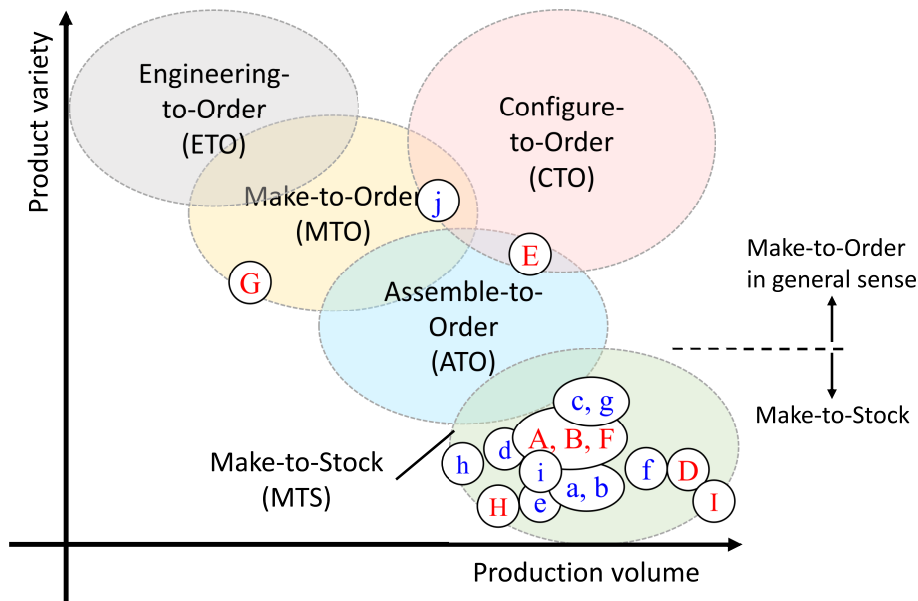 Product variety
Engineering-
to-Order
(ETO)
Configure-
to-Order
(CTO)
Make-to-Order
(MTO)
j
E
G
Assemble-to-
Order
(ATO)
Make-to-Order
in general sense
Make-to-Stock
c, g
A, B, F
d
h
i
f
D
a, b
e
H
I
Make-to-Stock
(MTS)
Production volume